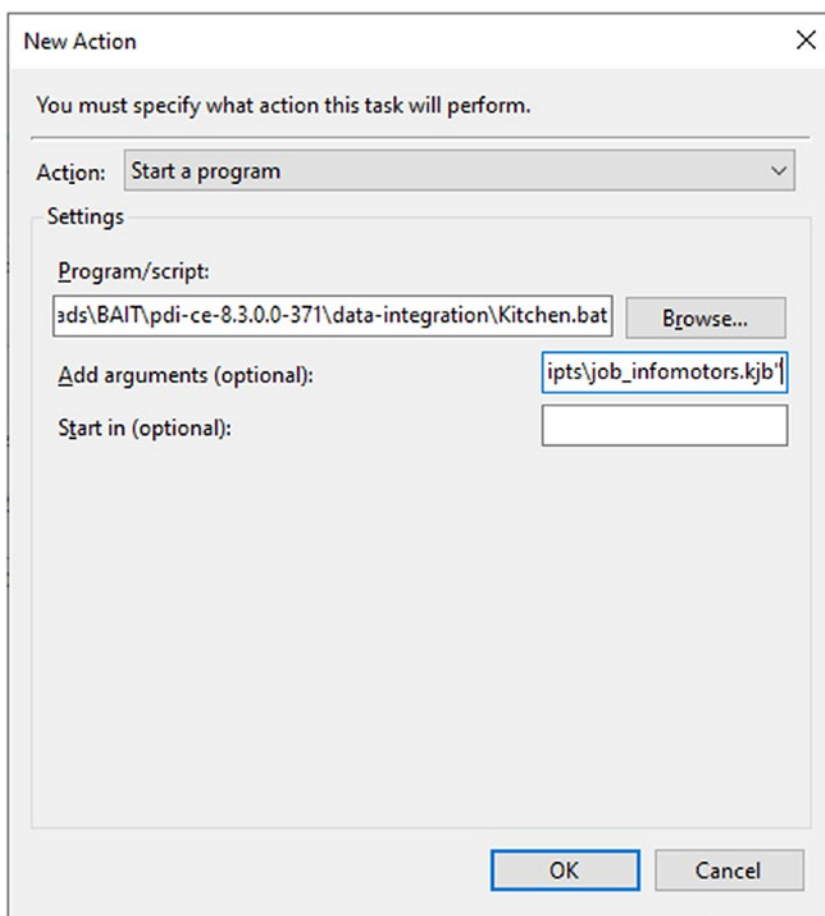 New Action
You must specify what action this task will perform.
Action: Start a program
Settings
Program/script:
ads\BAIT\pdi-ce-8.3.0.0-371\data-integration\Kitchen.bat Browse...
Add arguments (optional): ipts\job_infomotors.kjb"
Start in (optional):
OK Cancel